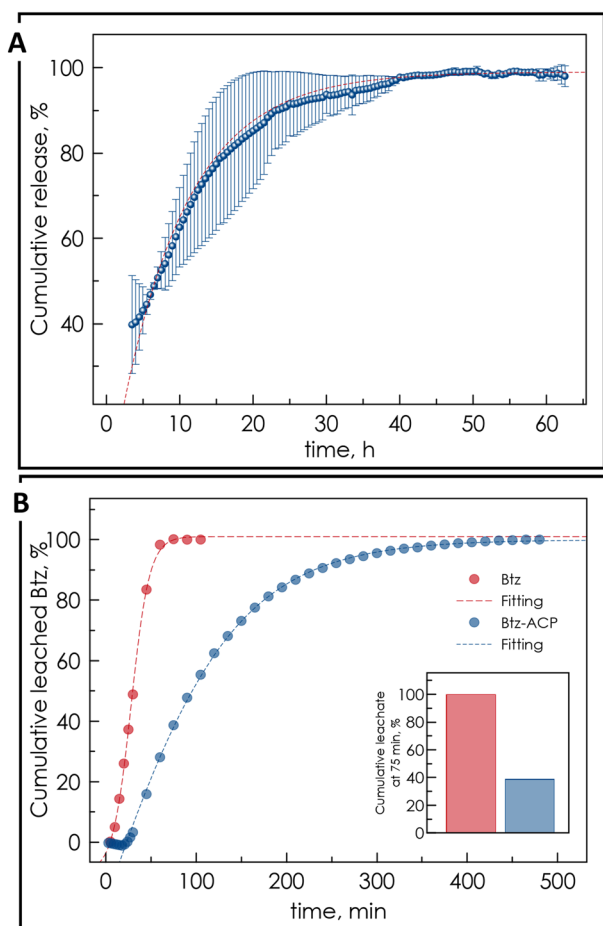 A
100
80
60
40
Cumulative release, %
0 10 20 30 40 50 60
time, h
B
100
80
60
40
20
0
Cumulative leached Btz, %
Btz
Fitting
Btz-ACP
Fitting
100
80
60
40
20
0
Cumulative leachate
at 75 min, %
0 100 200 300 400 500
time, min